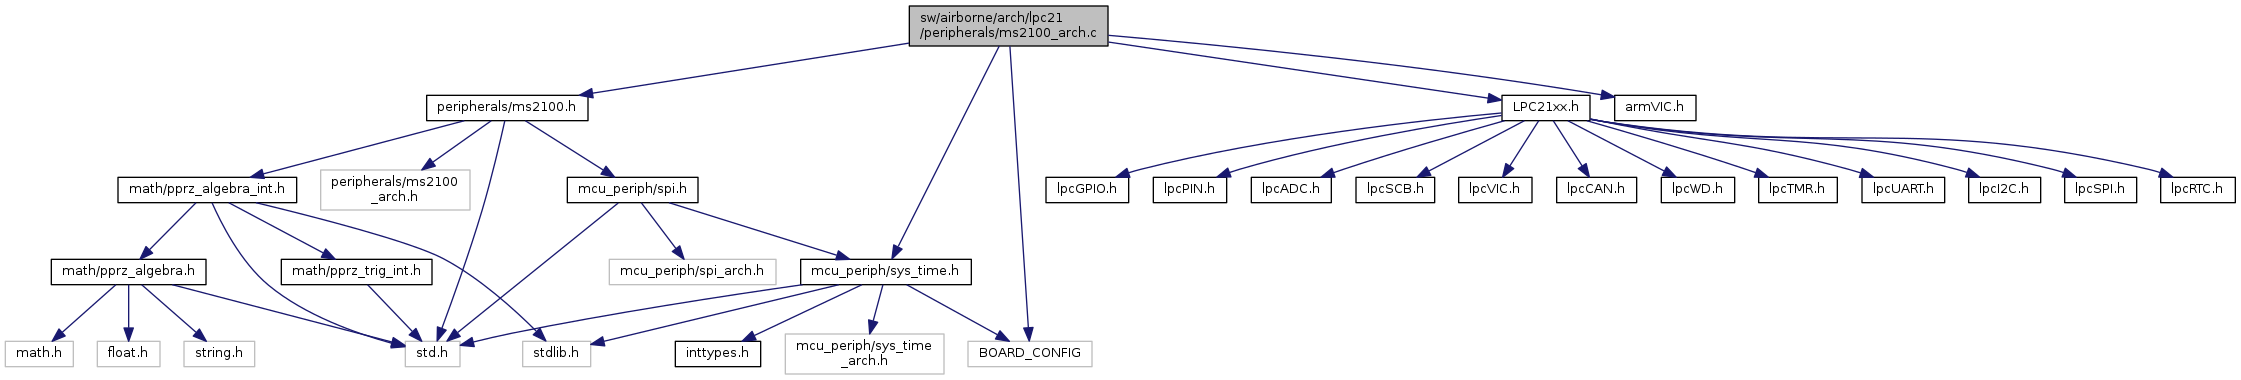 sw/airborne/arch/lpc21
/peripherals/ms2100_arch.c
peripherals/ms2100.h
LPC21xx.h
armVIC.h
math/pprz_algebra_int.h
peripherals/ms2100
_arch.h
mcu_periph/spi.h
lpcGPIO.h
lpcPIN.h
lpcADC.h
lpcSCB.h
lpcVIC.h
lpcCAN.h
lpcWD.h
lpcTMR.h
lpcUART.h
lpcI2C.h
lpcSPI.h
lpcRTC.h
math/pprz_algebra.h
math/pprz_trig_int.h
mcu_periph/spi_arch.h
mcu_periph/sys_time.h
math.h
float.h
string.h
std.h
stdlib.h
inttypes.h
mcu_periph/sys_time
_arch.h
BOARD_CONFIG